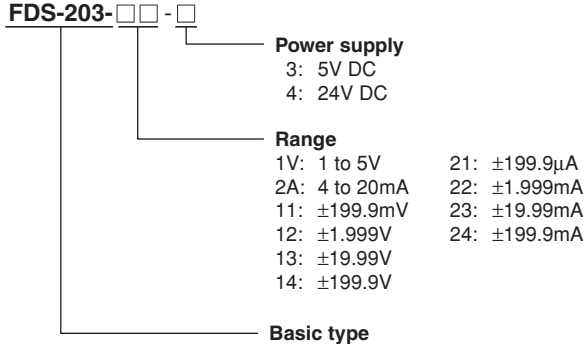 FDS-203-□□-□
Power supply
3: 5V DC
4: 24V DC
Range
1V: 1 to 5V 21: ±199.9µA
2A: 4 to 20mA 22: ±1.999mA
11: ±199.9mV 23: ±19.99mA
12: ±1.999V 24: ±199.9mA
13: ±19.99V
14: ±199.9V
Basic type